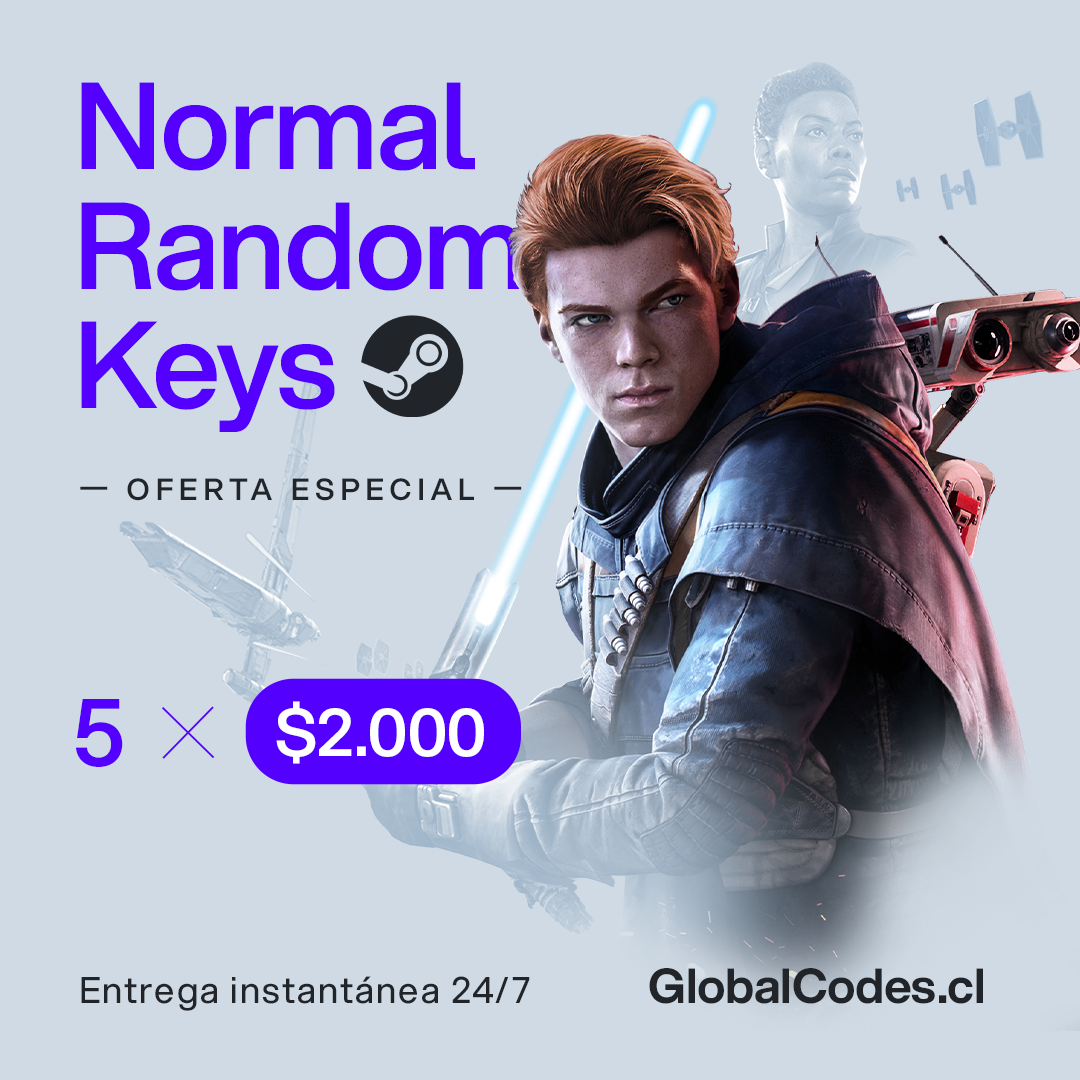 Normal
Random
Keys
— OFERTA ESPECIAL —
5 × $2.000
Entrega instantánea 24/7
GlobalCodes.cl